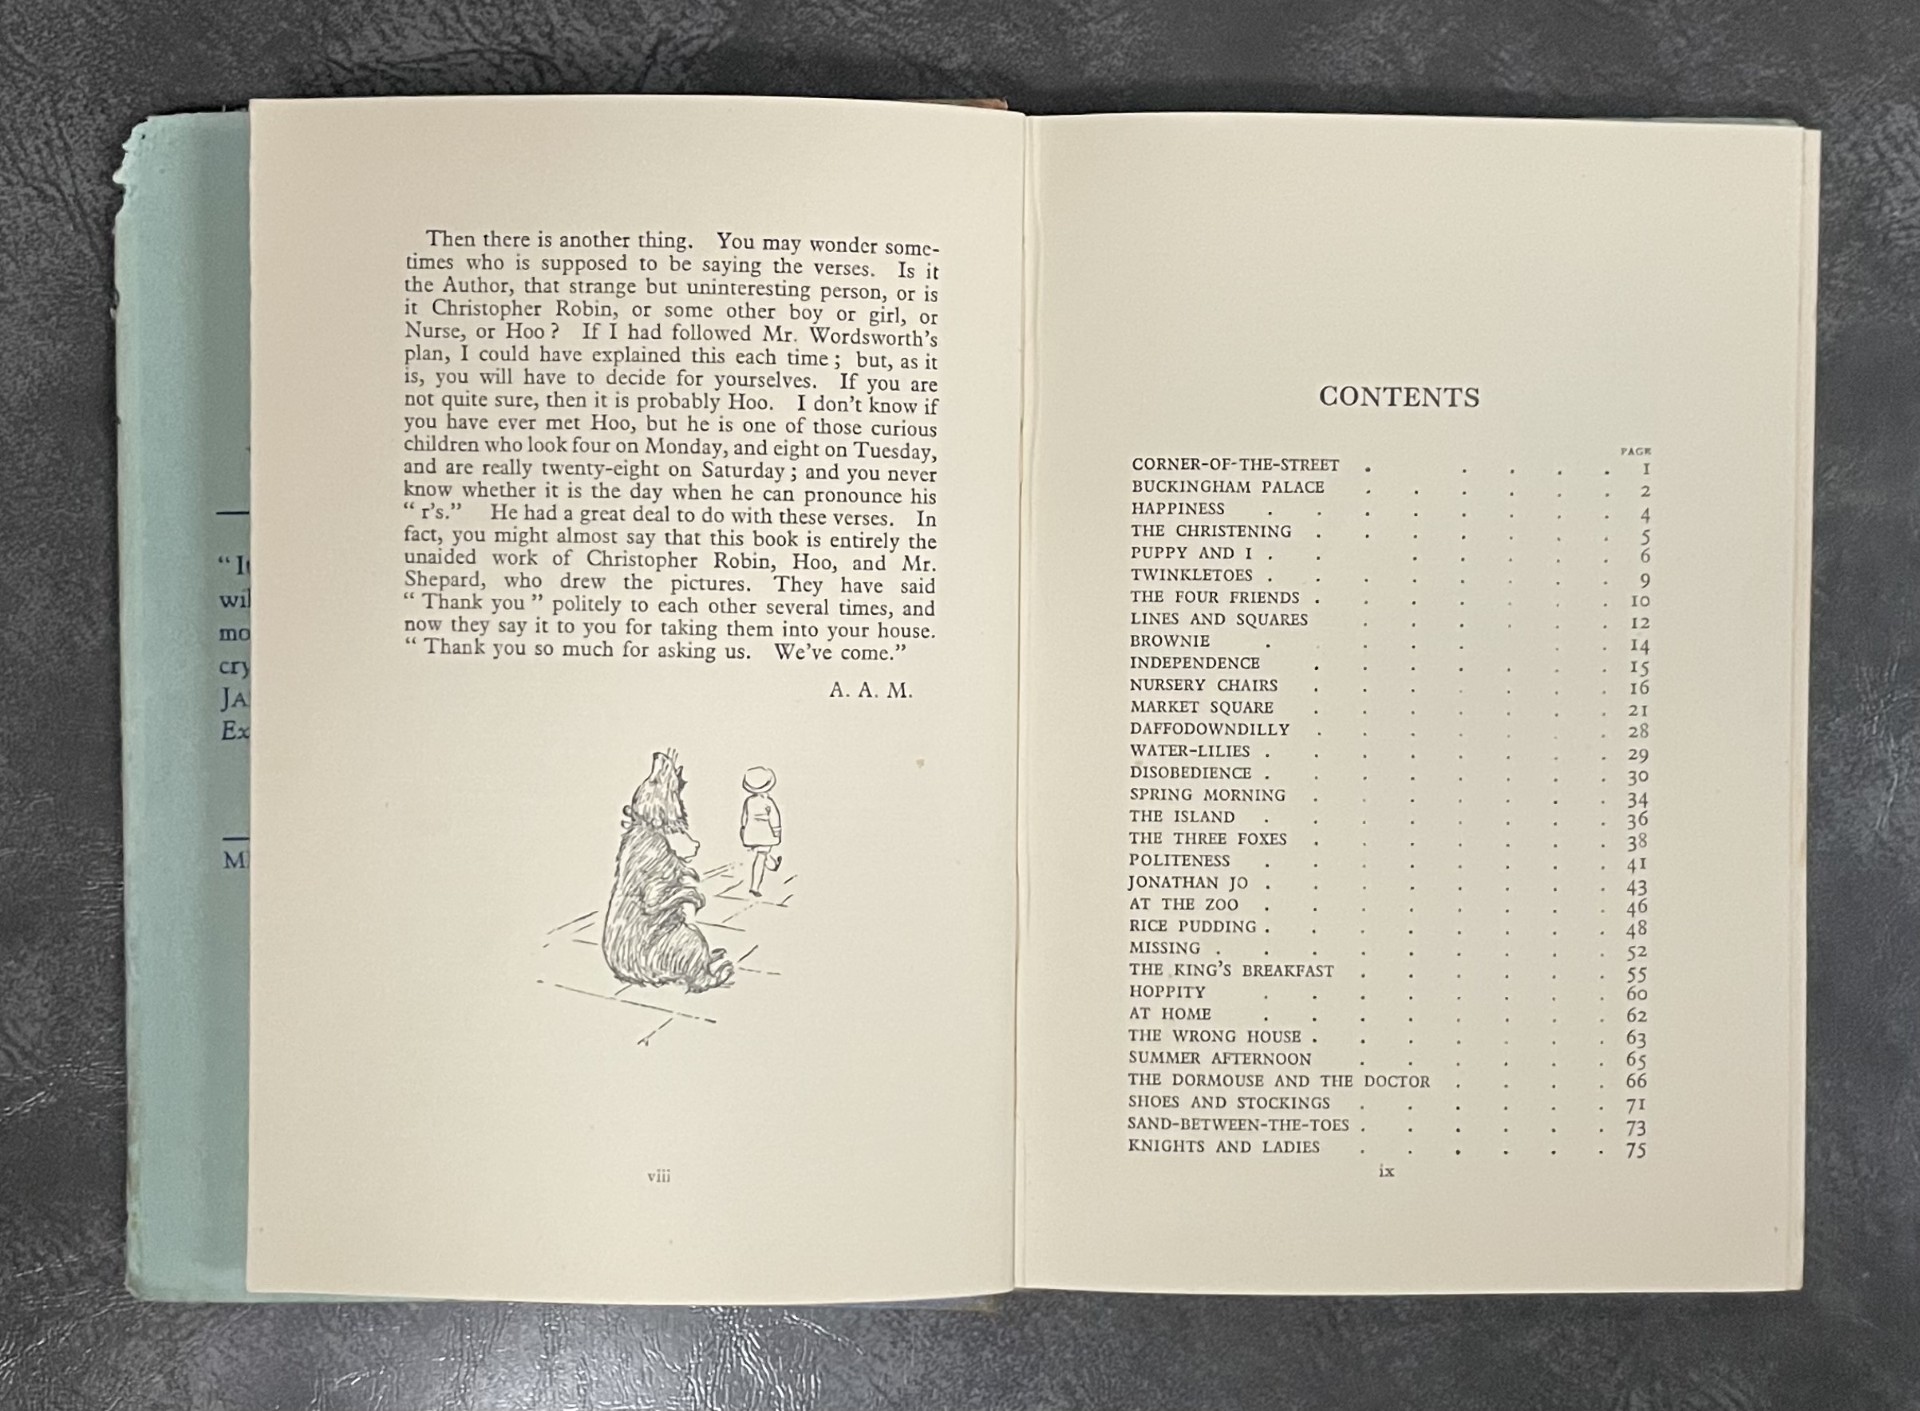 Then there is another thing. You may wonder some-
times who is supposed to be saying the verses. Is it
the Author, that strange but uninteresting person, or is
it Christopher Robin, or some other boy or girl, or
Nurse, or Hoo? If I had followed Mr. Wordsworth's
plan, I could have explained this each time; but, as it
is, you will have to decide for yourselves. If you are
not quite sure, then it is probably Hoo. I don't know if
you have ever met Hoo, but he is one of those curious
children who look four on Monday, and eight on Tuesday,
and are really twenty-eight on Saturday; and you never
know whether it is the day when he can pronounce his
"r's." He had a great deal to do with these verses. In
fact, you might almost say that this book is entirely the
unaided work of Christopher Robin, Hoo, and Mr.
Shepard, who drew the pictures. They have said
"Thank you" politely to each other several times, and
now they say it to you for taking them into your house.
"Thank you so much for asking us. We've come."
A. A. M.
viii
CONTENTS
PAGE
CORNER-OF-THE-STREET . . . . . 1
BUCKINGHAM PALACE . . . . . . 2
HAPPINESS . . . . . . . . 4
THE CHRISTENING . . . . . . . 5
PUPPY AND I . . . . . . . 6
TWINKLETOES . . . . . . . . 9
THE FOUR FRIENDS . . . . . . . 10
LINES AND SQUARES . . . . . . 12
BROWNIE . . . . . . 14
INDEPENDENCE . . . . . . . 15
NURSERY CHAIRS . . . . . . . 16
MARKET SQUARE . . . . . . . 21
DAFFODOWNDILLY . . . . . . . 28
WATER-LILIES . . . . . . . . 29
DISOBEDIENCE . . . . . . . . 30
SPRING MORNING . . . . . . . 34
THE ISLAND . . . . . . . . 36
THE THREE FOXES . . . . . . . 38
POLITENESS . . . . . . . . 41
JONATHAN JO . . . . . . . . 43
AT THE ZOO . . . . . . . . 46
RICE PUDDING . . . . . . . . 48
MISSING . . . . . . . . . 52
THE KING'S BREAKFAST . . . . . . 55
HOPPITY . . . . . . . . 60
AT HOME . . . . . . . . 62
THE WRONG HOUSE . . . . . . . 63
SUMMER AFTERNOON . . . . . . 65
THE DORMOUSE AND THE DOCTOR . . . . 66
SHOES AND STOCKINGS . . . . . . 71
SAND-BETWEEN-THE-TOES . . . . . . 73
KNIGHTS AND LADIES . . . . . . 75
ix